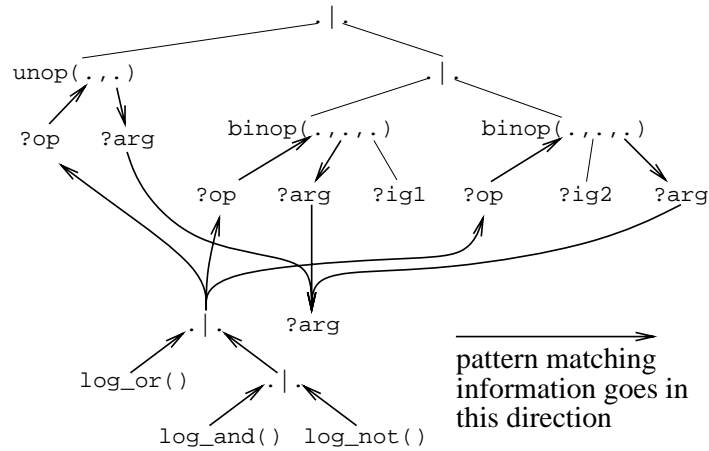 .|.
unop(.,.)
.|.
?op
?arg
binop(.,.,.)
binop(.,.,.)
?op
?arg
?ig1
?op
?ig2
?arg
.|.
?arg
log_or()
.|.
log_and()
log_not()
pattern matching
information goes in
this direction